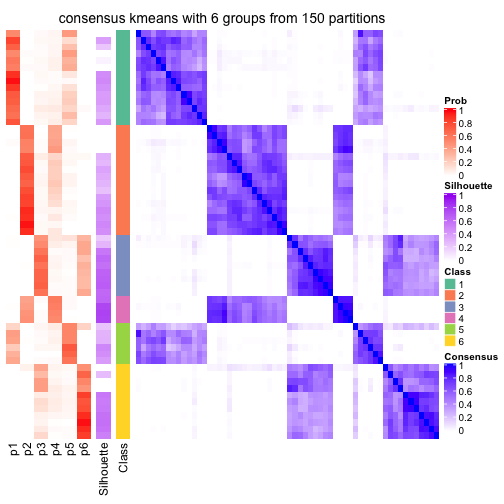 consensus kmeans with 6 groups from 150 partitions
Prob
1
0.8
0.6
0.4
0.2
0
Silhouette
1
0.8
0.6
0.4
0.2
0
Class
1
2
3
4
5
6
Consensus
1
0.8
0.6
0.4
0.2
0
p1
p2
p3
p4
p5
p6
Silhouette
Class